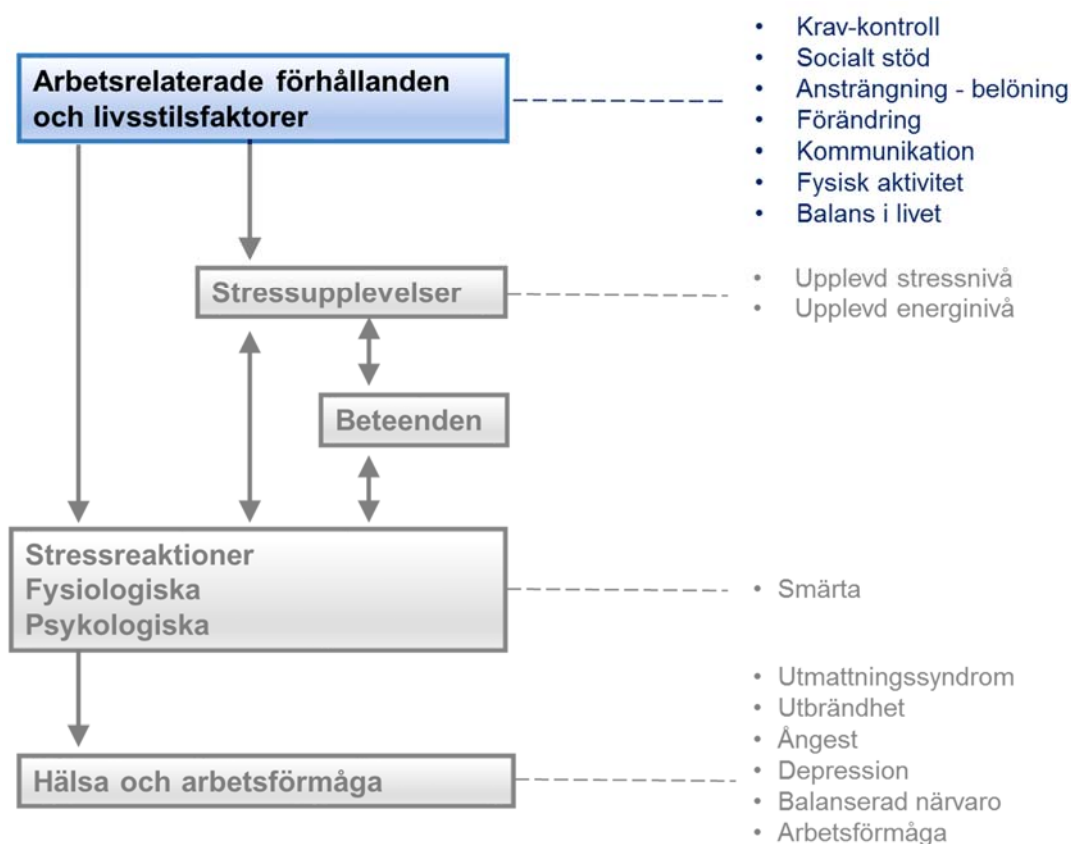 • Krav-kontroll
• Socialt stöd
• Ansträngning - belöning
• Förändring
• Kommunikation
• Fysisk aktivitet
• Balans i livet
Arbetsrelaterade förhållanden
och livsstilsfaktorer
Stressupplevelser
• Upplevd stressnivå
• Upplevd energinivå
Beteenden
Stressreaktioner
Fysiologiska
Psykologiska
• Smärta
Hälsa och arbetsförmåga
• Utmattningssyndrom
• Utbrändhet
• Ångest
• Depression
• Balanserad närvaro
• Arbetsförmåga